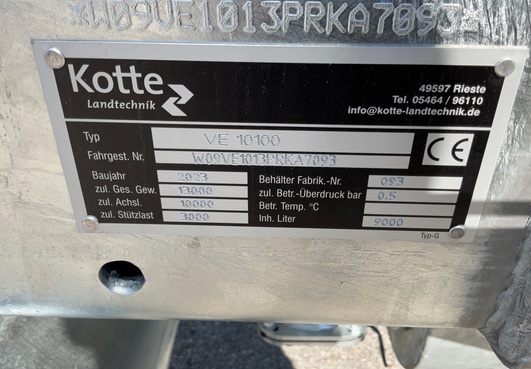 *W09VE1013PRKA7093*
Kotte
Landtechnik
49597 Rieste
Tel. 05464 / 96110
info@kotte-landtechnik.de
Typ VE 10100
Fahrgest. Nr. W09VE1013PRKA7093
CE
Baujahr 2023 Behälter Fabrik.-Nr. 093
zul. Ges. Gew. 13000 zul. Betr.-Überdruck bar 0.5
zul. Achsl. 10000 Betr. Temp. °C
zul. Stützlast 3000 Inh. Liter 9000
Typ-G